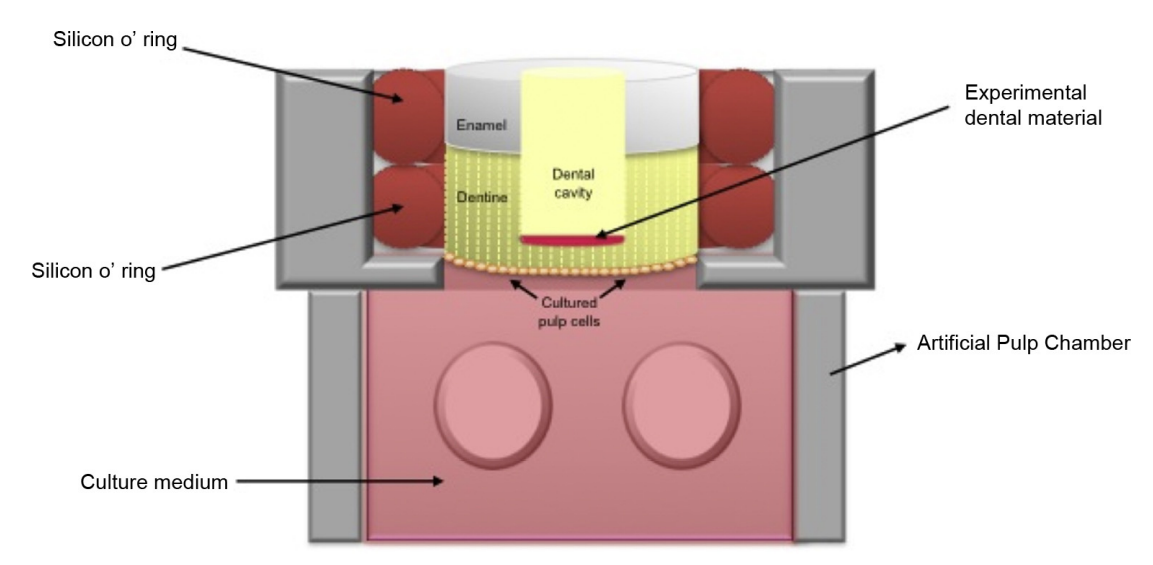 Silicon o’ ring
Experimental
dental material
Enamel
Dental
cavity
Dentine
Silicon o’ ring
Cultured
pulp cells
Artificial Pulp Chamber
Culture medium